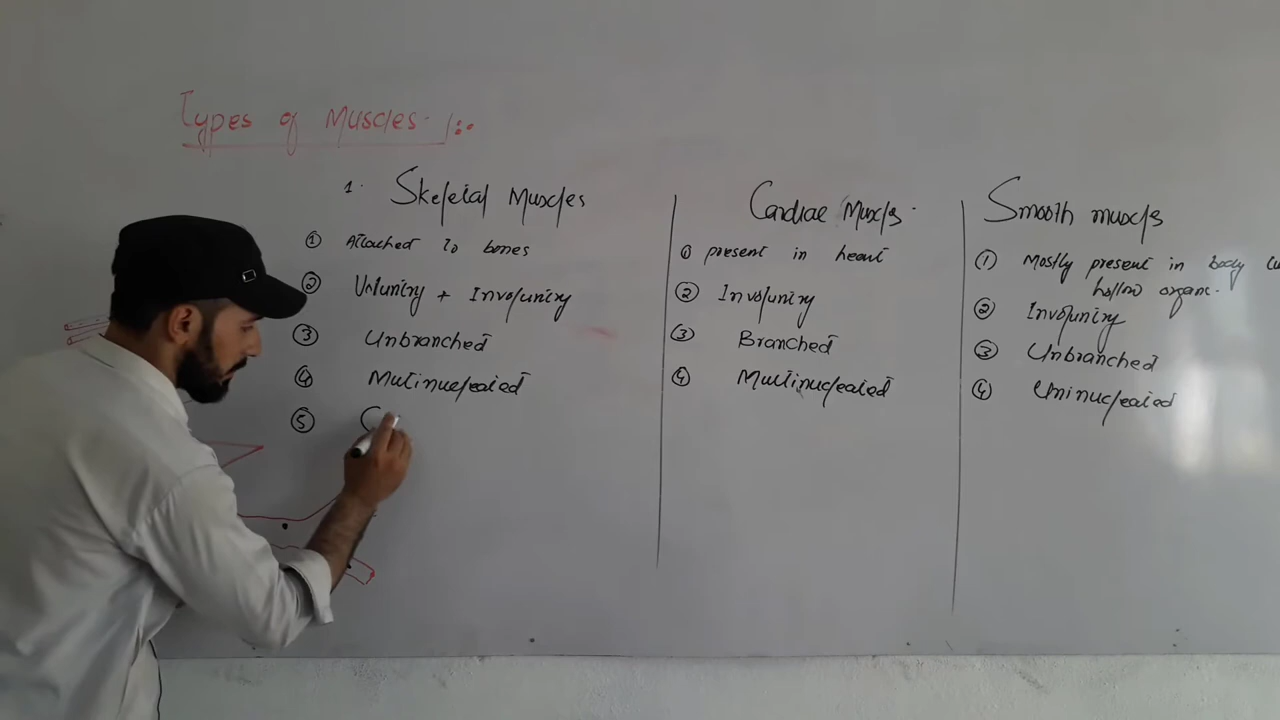 Types of Muscles
1. Skeletal Muscles
① Attached to bones
② Voluntry + Involuntry
③ Unbranched
④ Mutinucleated
⑤ C
Cardiac Muscls
① present in heart
② Involuntry
③ Branched
④ Multinucleated
Smooth muscls
① Mostly present in body
hollow organs.
② Involuntry
③ Unbranched
④ Uninucleated